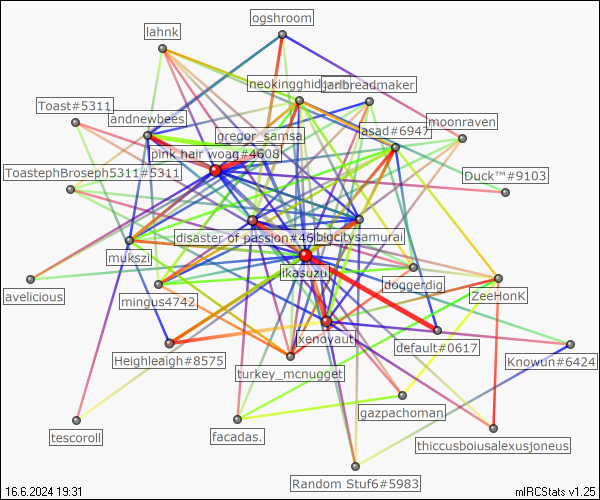 ogshroom
lahnk
neokingghid
jarlbreadmaker
Toast#5311
andnewbees
moonraven
gregor_samsa
asad#6947
pink hair woag#4608
ToastephBroseph5311#5311
Duck™#9103
disaster of passion#46
bigcitysamurai
mukszi
jikasuzu
doggerdig
ZeeHonK
avelicious
mingus4742
xenoyaut
default#0617
Heighleaigh#8575
Knowun#6424
turkey_mcnugget
gazpachoman
tescoroll
facadas.
thiccusboiusalexusjoneus
Random Stuf6#5983
16.6.2024 19:31
mIRCStats v1.25